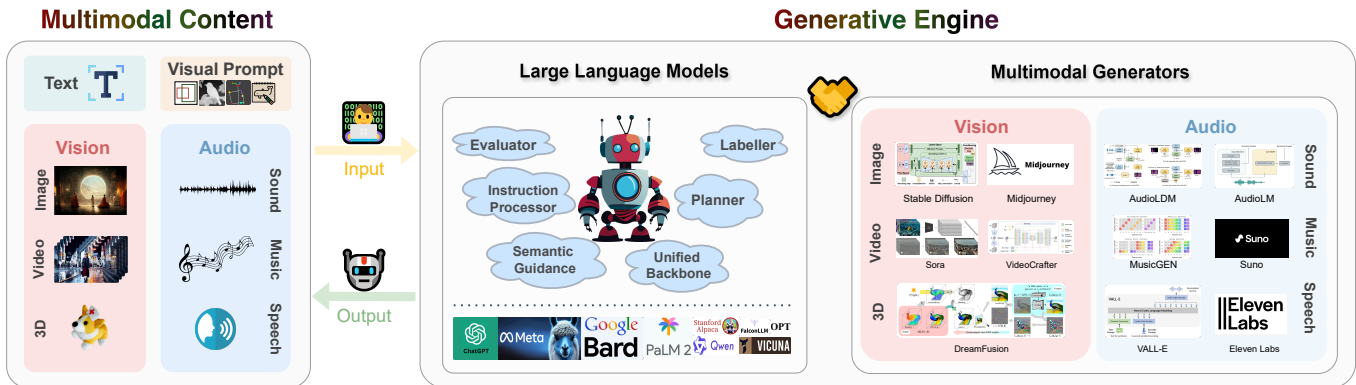 Multimodal Content
Generative Engine
Text
T
Visual Prompt
Vision
Audio
Image
Video
3D
Sound
Music
Speech
Input
Output
Large Language Models
Evaluator
Labeller
Instruction
Processor
Planner
Semantic
Guidance
Unified
Backbone
ChatGPT
Meta
Google
Bard
PaLM 2
Stanford
Alpaca
FalconLLM
OPT
Qwen
VICUNA
Multimodal Generators
Vision
Audio
Image
Video
3D
Midjourney
Stable Diffusion
Midjourney
Sora
VideoCrafter
DreamFusion
AudioLDM
AudioLM
MusicGEN
Suno
Suno
VALL-E
VALL-E
IIElevenLabs
Eleven Labs
Sound
Music
Speech